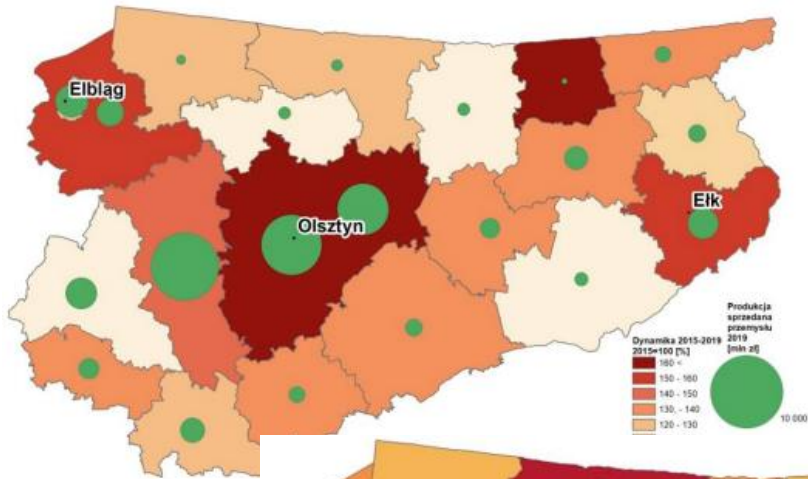 Elbląg
Olsztyn
Ełk
Produkcja
sprzedana
przemysłu
2019
[mln zł]
Dynamika 2015-2019
2015=100 [%]
160 <
150 - 160
140 - 150
130, - 140
120 - 130
10 000